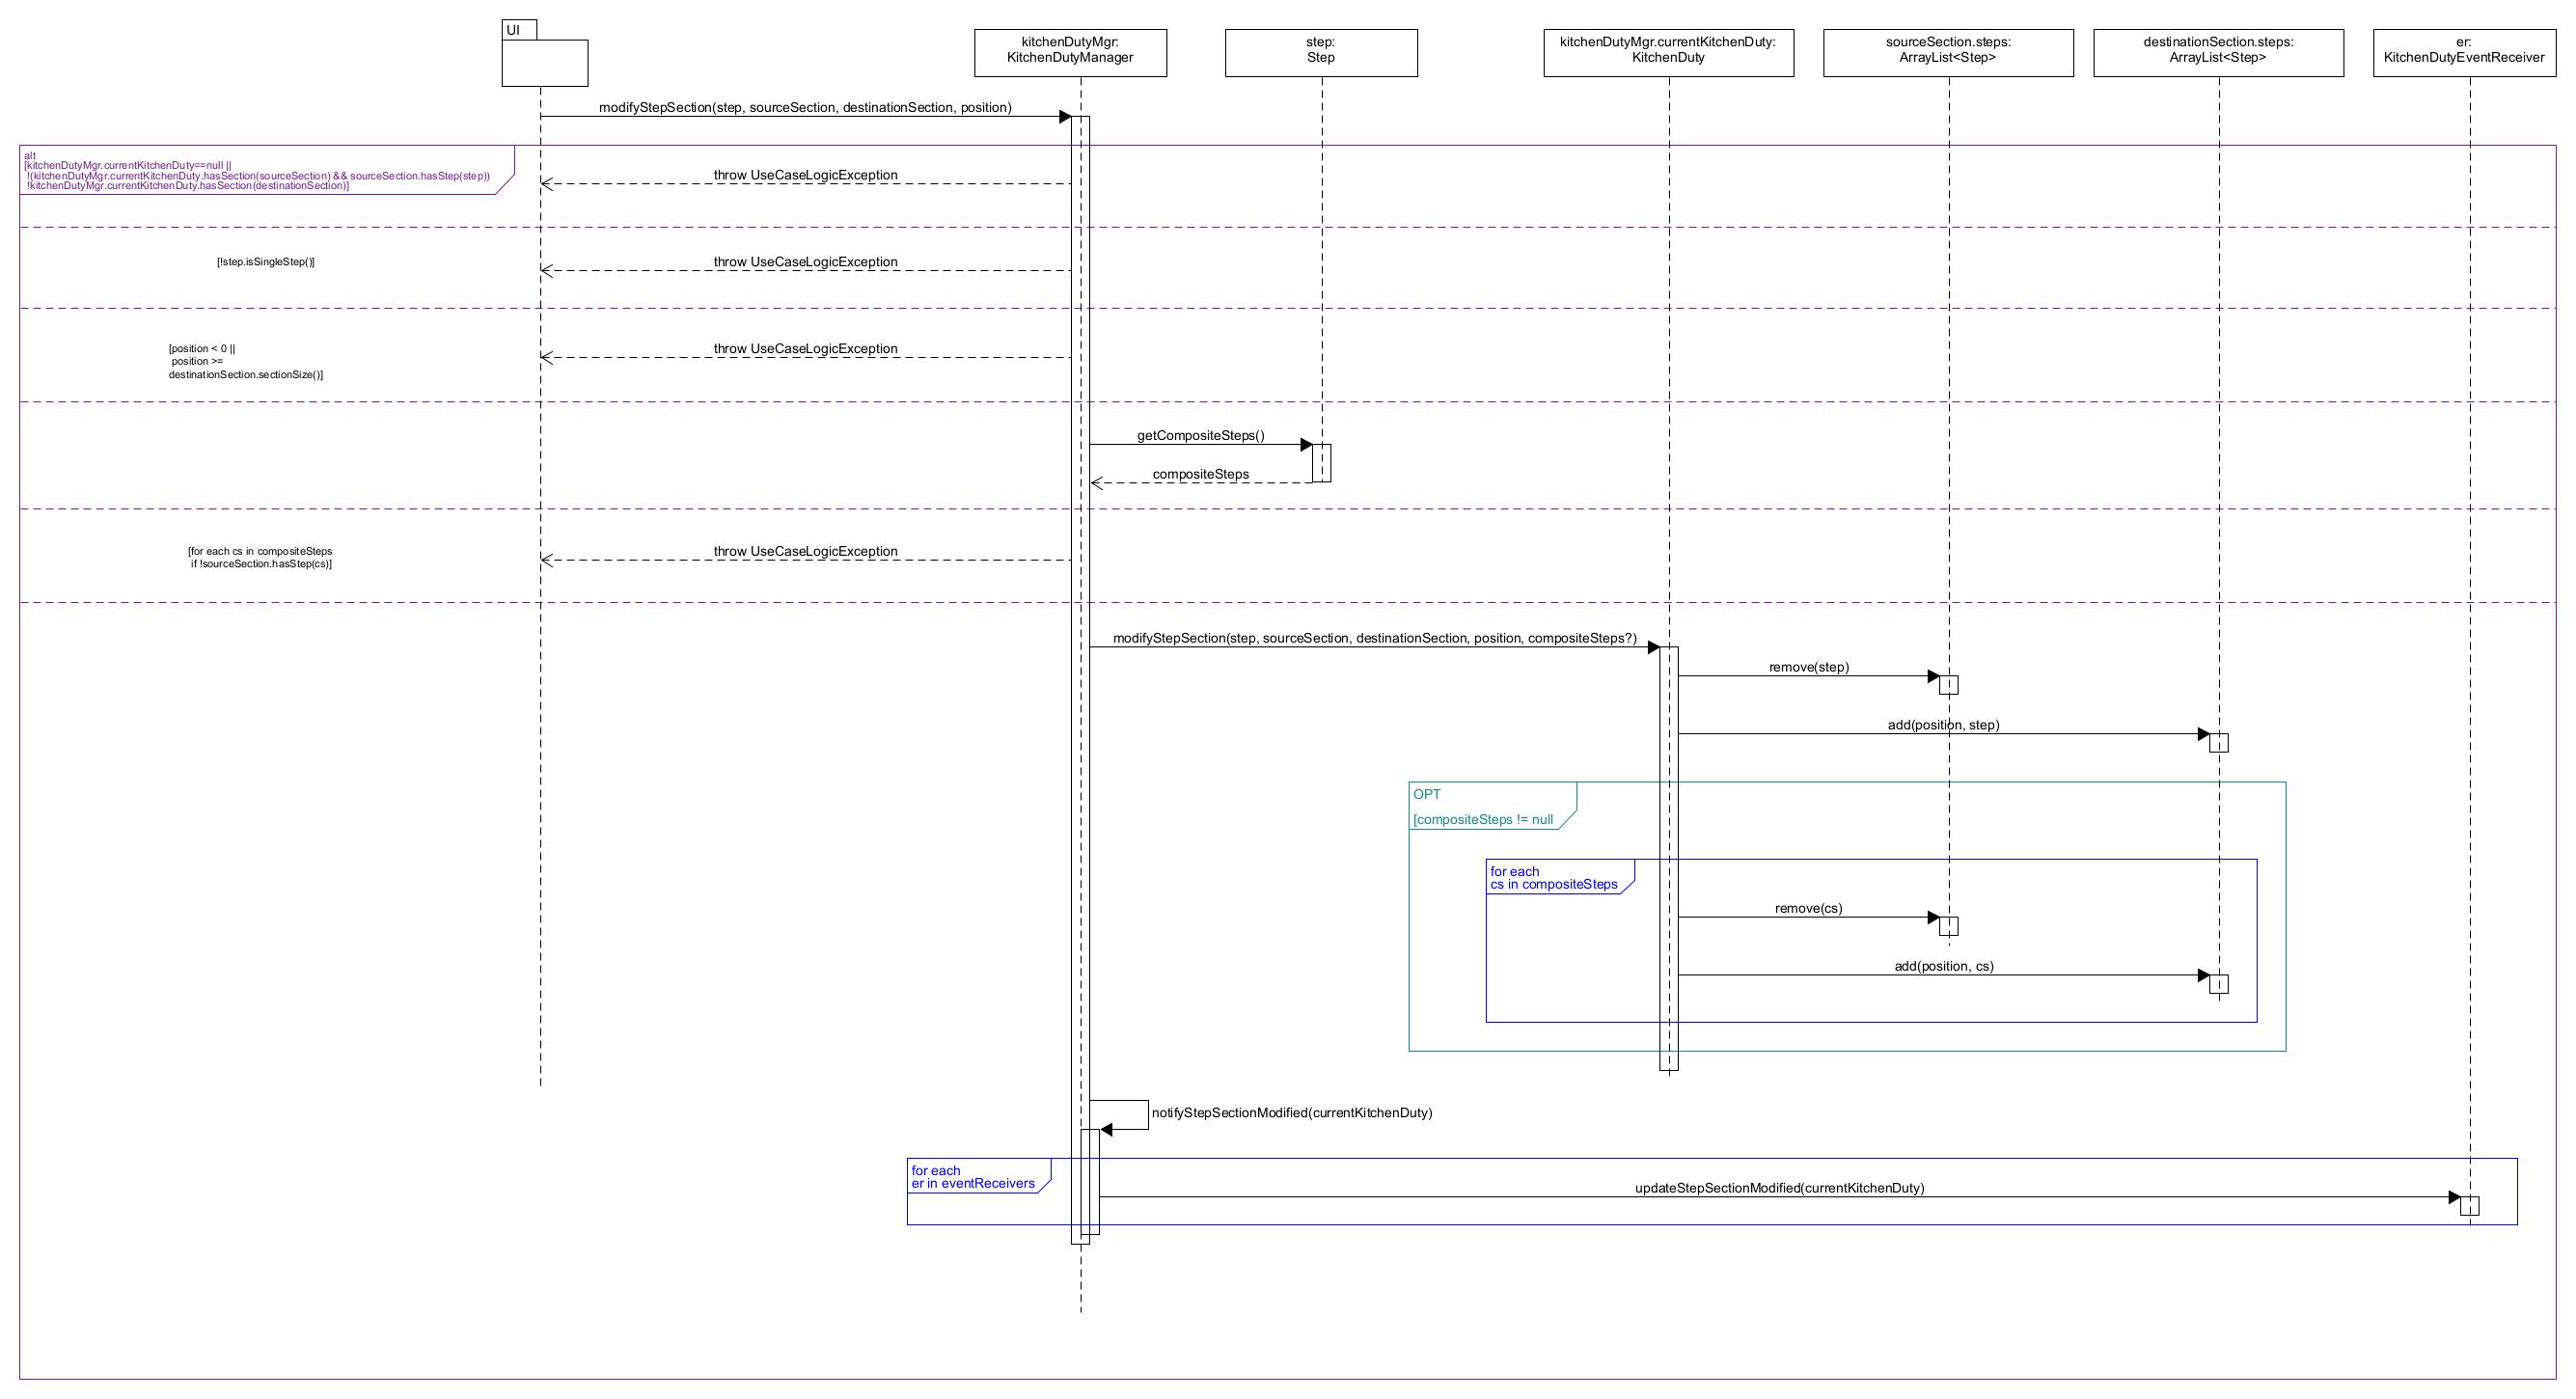 UI
kitchenDutyMgr:
KitchenDutyManager
step:
Step
kitchenDutyMgr.currentKitchenDuty:
KitchenDuty
sourceSection.steps:
ArrayList<Step>
destinationSection.steps:
ArrayList<Step>
er:
KitchenDutyEventReceiver
modifyStepSection(step, sourceSection, destinationSection, position)
alt
[kitchenDutyMgr.currentKitchenDuty==null ||
!(kitchenDutyMgr.currentKitchenDuty.hasSection(sourceSection) && sourceSection.hasStep(step))
!kitchenDutyMgr.currentKitchenDuty.hasSection(destinationSection)]
throw UseCaseLogicException
[!step.isSingleStep()]
throw UseCaseLogicException
[position < 0 ||
position >=
destinationSection.sectionSize()]
throw UseCaseLogicException
getCompositeSteps()
compositeSteps
[for each cs in compositeSteps
if !sourceSection.hasStep(cs)]
throw UseCaseLogicException
modifyStepSection(step, sourceSection, destinationSection, position, compositeSteps?)
remove(step)
add(position, step)
OPT
[compositeSteps != null
for each
cs in compositeSteps
remove(cs)
add(position, cs)
notifyStepSectionModified(currentKitchenDuty)
for each
er in eventReceivers
updateStepSectionModified(currentKitchenDuty)